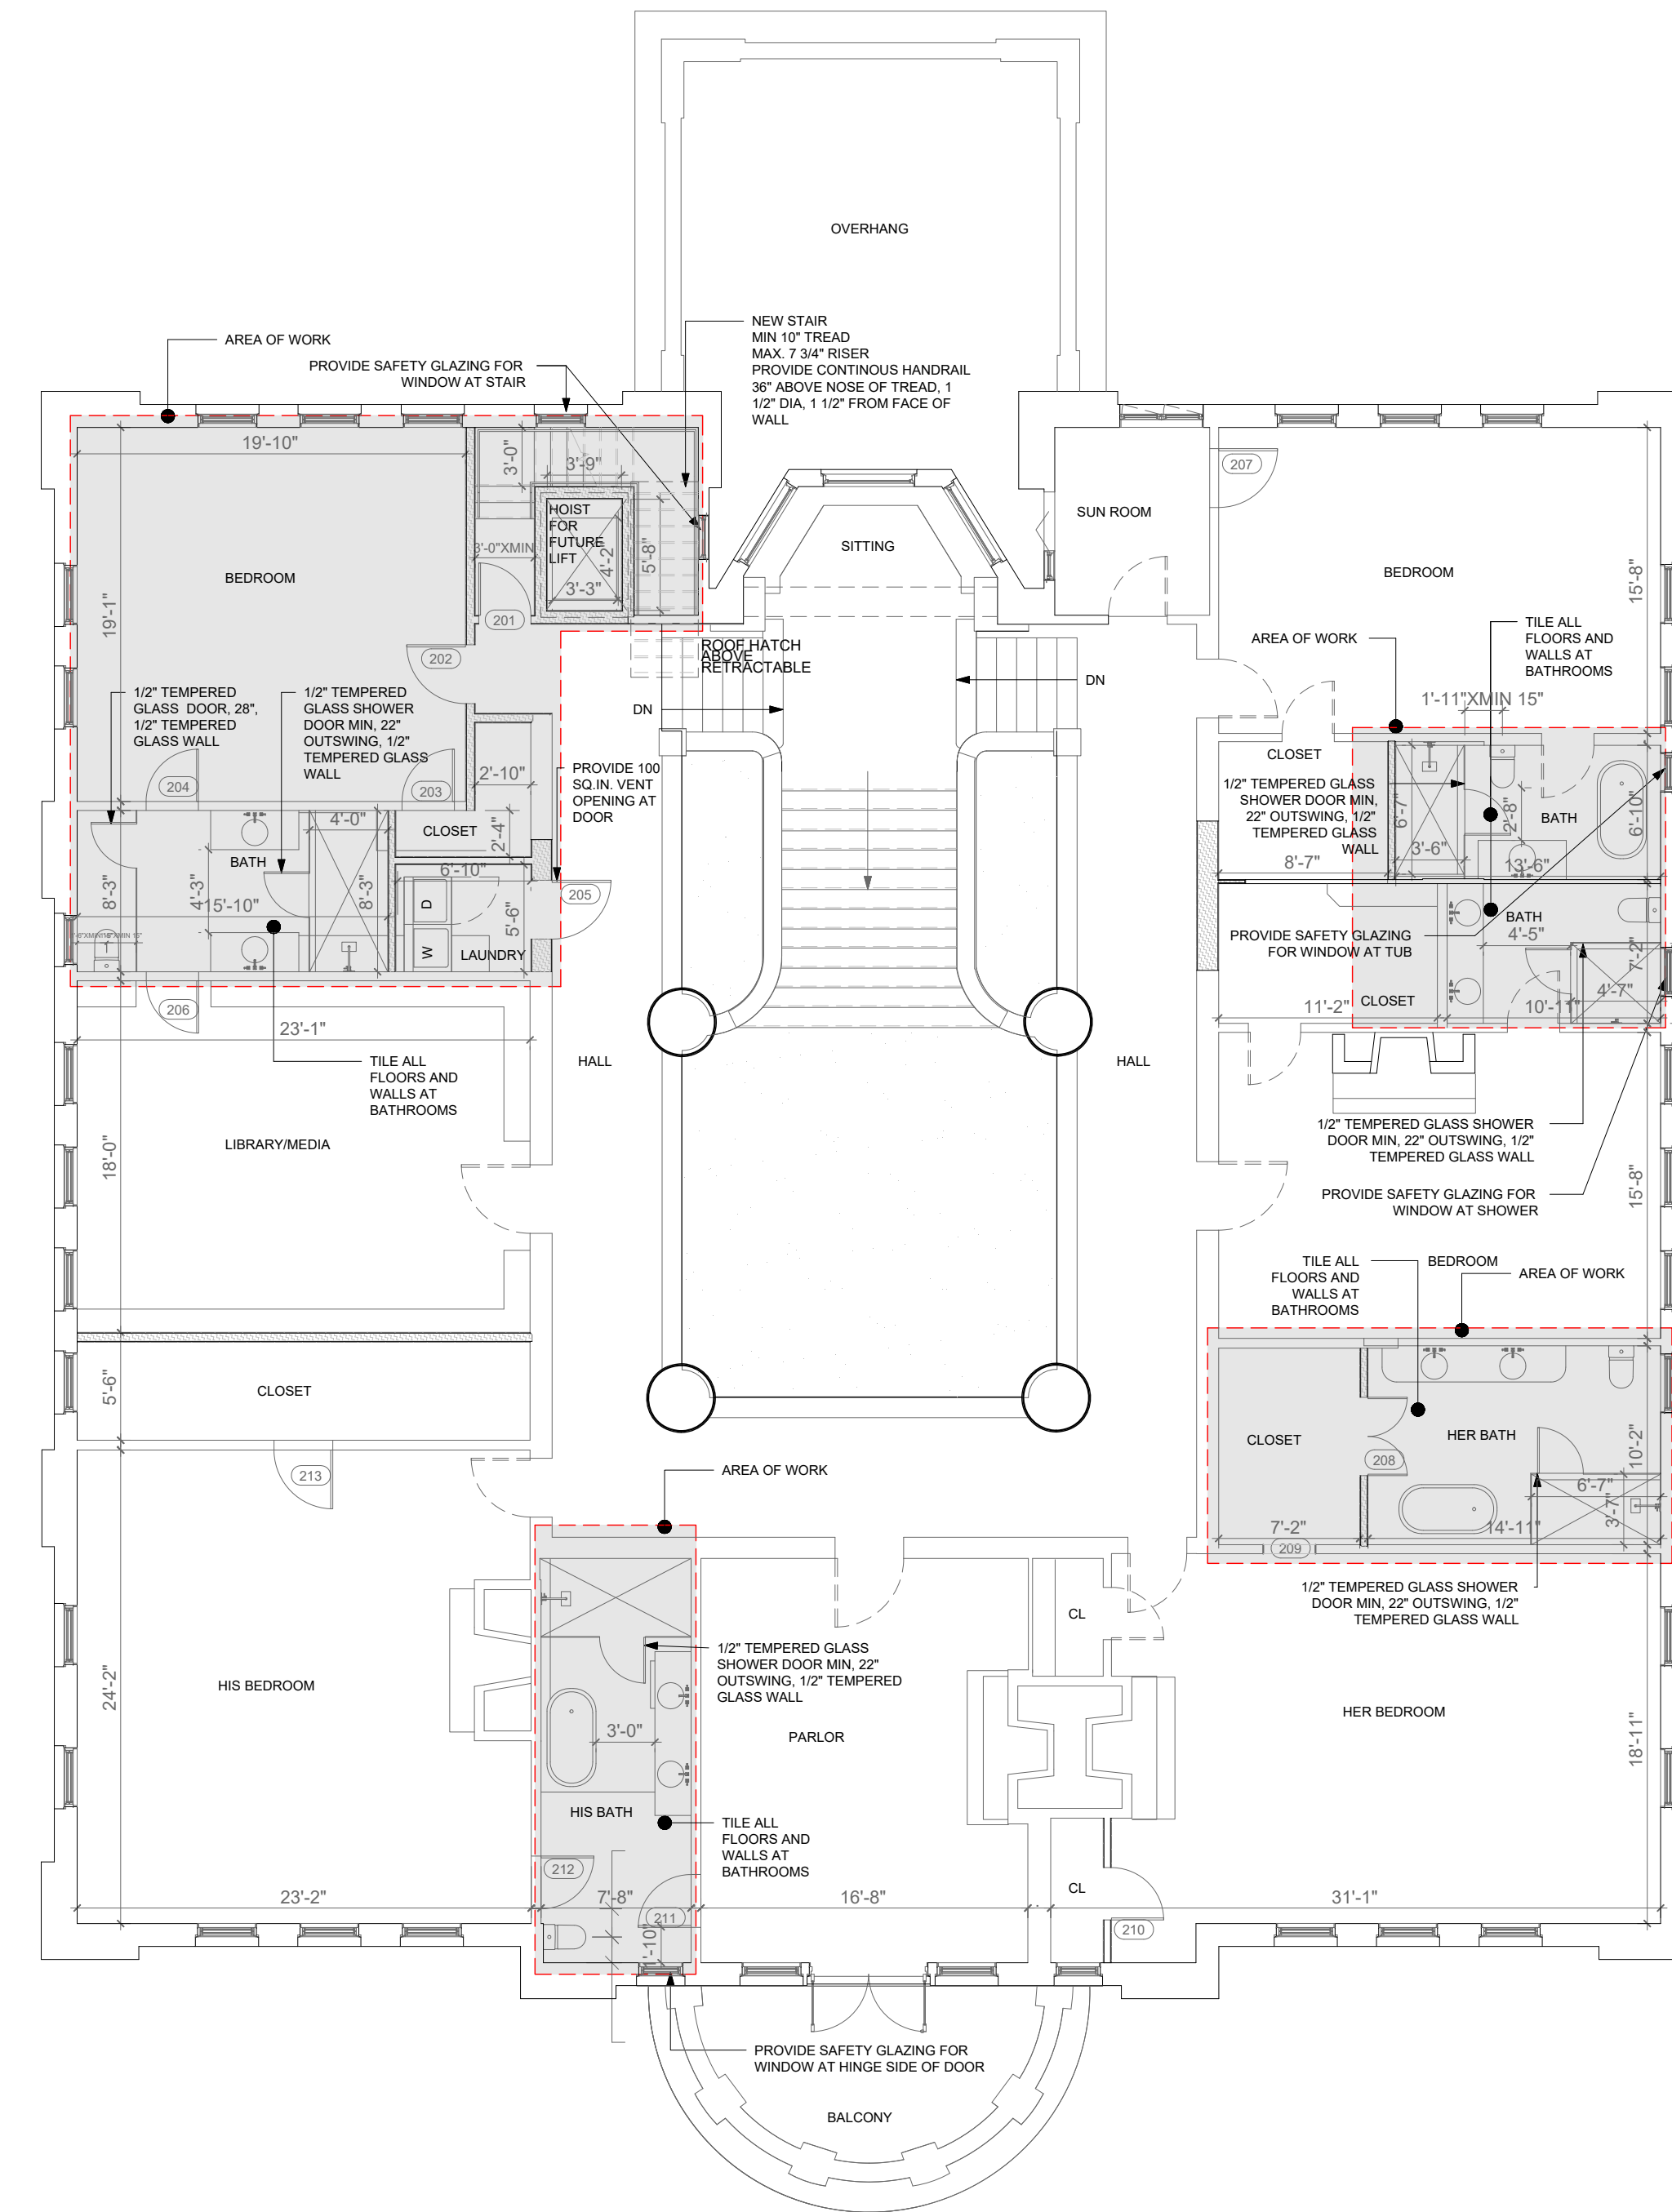 OVERHANG
AREA OF WORK
PROVIDE SAFETY GLAZING FOR
WINDOW AT STAIR
NEW STAIR
MIN 10" TREAD
MAX. 7 3/4" RISER
PROVIDE CONTINOUS HANDRAIL
36" ABOVE NOSE OF TREAD, 1
1/2" DIA, 1 1/2" FROM FACE OF
WALL
19'-10"
3'-0"
3'-9"
207
HOIST
FOR
FUTURE
LIFT
3'-0"XMIN
4'-2"
5'-8"
3'-3"
SUN ROOM
SITTING
BEDROOM
BEDROOM
15'-8"
19'-1"
201
202
ROOF HATCH
ABOVE
RETRACTABLE
DN
DN
AREA OF WORK
TILE ALL
FLOORS AND
WALLS AT
BATHROOMS
1'-11"XMIN 15"
1/2" TEMPERED
GLASS DOOR, 28",
1/2" TEMPERED
GLASS WALL
1/2" TEMPERED
GLASS SHOWER
DOOR MIN, 22"
OUTSWING, 1/2"
TEMPERED GLASS
WALL
2'-10"
PROVIDE 100
SQ.IN. VENT
OPENING AT
DOOR
204
203
CLOSET
1/2" TEMPERED GLASS
SHOWER DOOR MIN,
22" OUTSWING, 1/2"
TEMPERED GLASS
WALL
6'-7"
2'-8"
BATH
6'-10"
3'-6"
8'-7"
13'-6"
4'-0"
CLOSET
2'-4"
BATH
8'-3"
4'-3"
15'-10"
8'-3"
6'-10"
D
W
5'-6"
LAUNDRY
205
PROVIDE SAFETY GLAZING
FOR WINDOW AT TUB
BATH
4'-5"
7'-2"
4'-7"
CLOSET
11'-2"
10'-11"
206
23'-1"
TILE ALL
FLOORS AND
WALLS AT
BATHROOMS
HALL
HALL
LIBRARY/MEDIA
18'-0"
1/2" TEMPERED GLASS SHOWER
DOOR MIN, 22" OUTSWING, 1/2"
TEMPERED GLASS WALL
PROVIDE SAFETY GLAZING FOR
WINDOW AT SHOWER
15'-8"
TILE ALL
FLOORS AND
WALLS AT
BATHROOMS
BEDROOM
AREA OF WORK
CLOSET
5'-6"
CLOSET
HER BATH
208
10'-2"
6'-7"
3'-7"
7'-2"
14'-11"
209
213
AREA OF WORK
1/2" TEMPERED GLASS SHOWER
DOOR MIN, 22" OUTSWING, 1/2"
TEMPERED GLASS WALL
CL
1/2" TEMPERED GLASS
SHOWER DOOR MIN, 22"
OUTSWING, 1/2" TEMPERED
GLASS WALL
HIS BEDROOM
24'-2"
3'-0"
PARLOR
HER BEDROOM
18'-11"
HIS BATH
TILE ALL
FLOORS AND
WALLS AT
BATHROOMS
212
CL
23'-2"
7'-8"
16'-8"
31'-1"
211
1'-10"
210
PROVIDE SAFETY GLAZING FOR
WINDOW AT HINGE SIDE OF DOOR
BALCONY